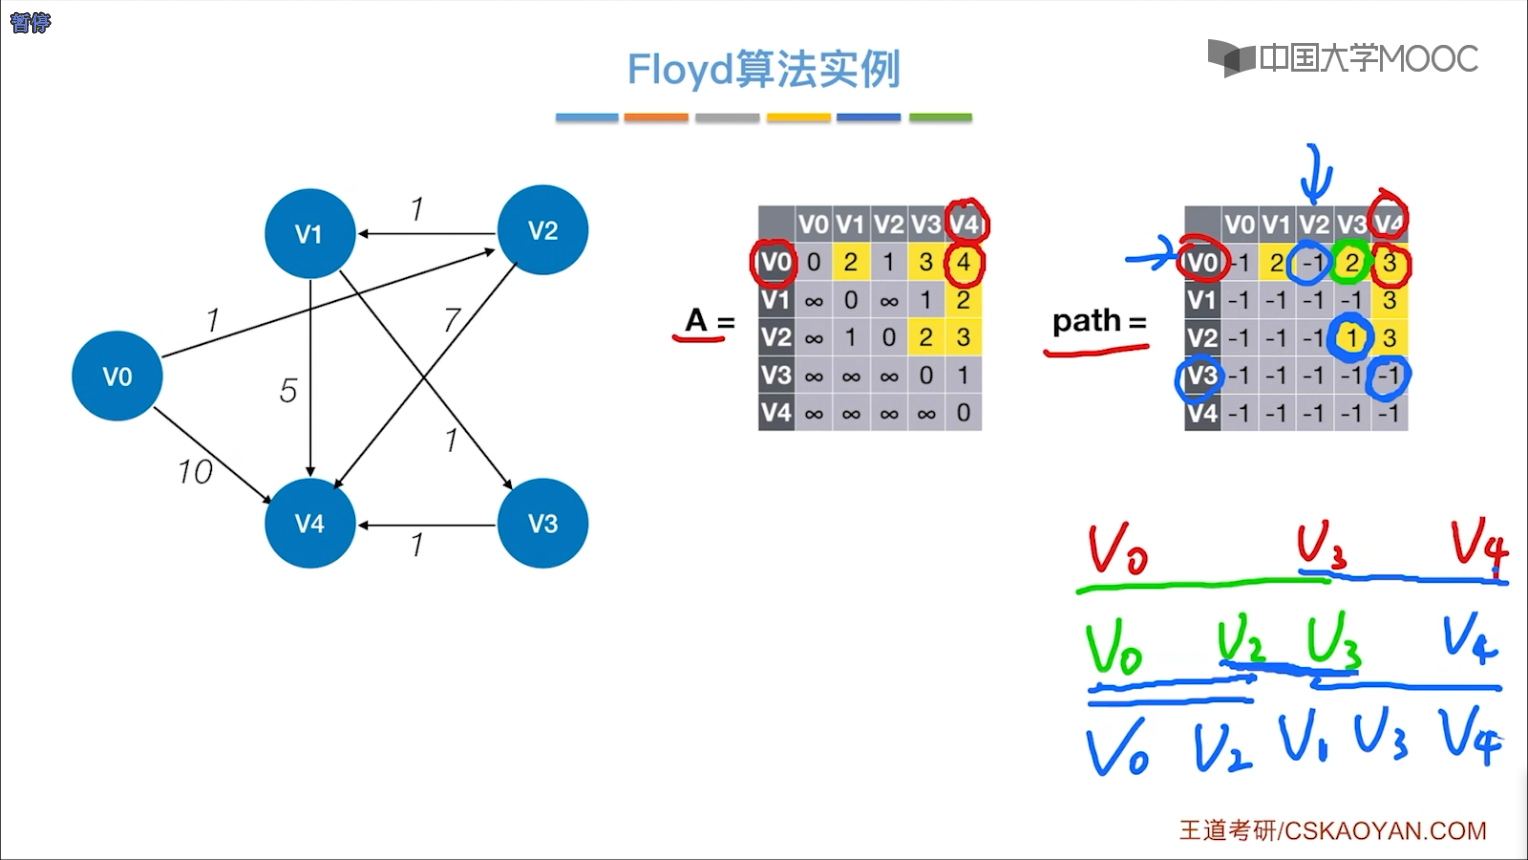 暂停
中国大学MOOC
Floyd算法实例
V1
V2
V0
V4
V3
1
1
7
5
1
10
1
A =
V0 V1 V2 V3 V4
V0 0 2 1 3 4
V1 ∞ 0 ∞ 1 2
V2 ∞ 1 0 2 3
V3 ∞ ∞ ∞ 0 1
V4 ∞ ∞ ∞ ∞ 0
path =
V0 V1 V2 V3 V4
V0 -1 2 -1 2 3
V1 -1 -1 -1 -1 3
V2 -1 -1 -1 1 3
V3 -1 -1 -1 -1 -1
V4 -1 -1 -1 -1 -1
V0 V3 V4
V0 V2 V3 V4
V0 V2 V1 V3 V4
王道考研/CSKAOYAN.COM